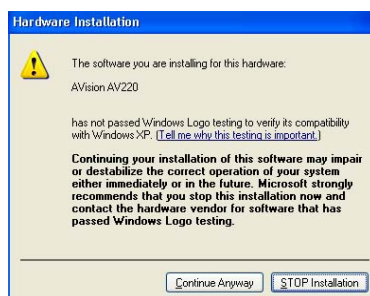 Hardware Installation
The software you are installing for this hardware:
AVision AV220
has not passed Windows Logo testing to verify its compatibility
with Windows XP. (Tell me why this testing is important.)
Continuing your installation of this software may impair
or destabilize the correct operation of your system
either immediately or in the future. Microsoft strongly
recommends that you stop this installation now and
contact the hardware vendor for software that has
passed Windows Logo testing.
Continue Anyway
STOP Installation